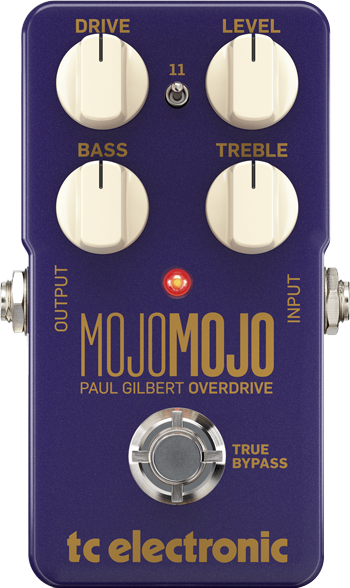 DRIVE
LEVEL
11
BASS
TREBLE
OUTPUT
INPUT
MOJOMOJO
PAUL GILBERT OVERDRIVE
TRUE
BYPASS
tc electronic